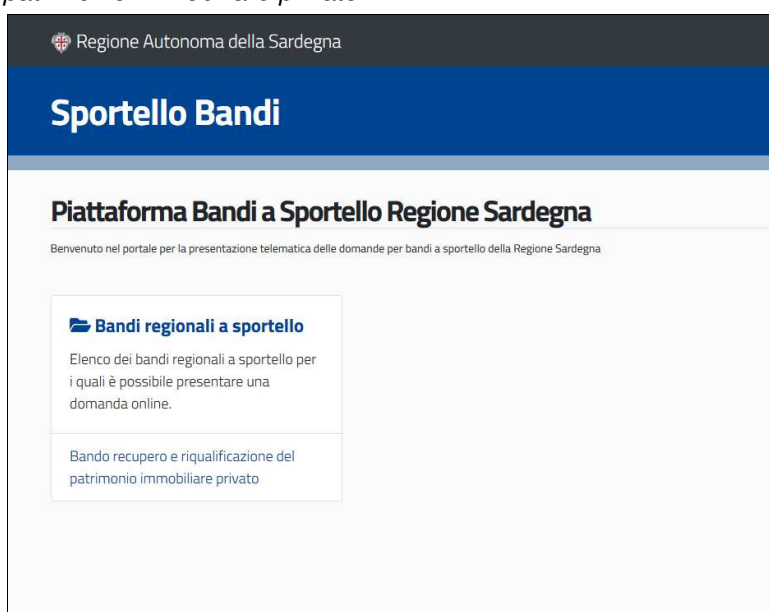 Regione Autonoma della Sardegna
Sportello Bandi
Piattaforma Bandi a Sportello Regione Sardegna
Benvenuto nel portale per la presentazione telematica delle domande per bandi a sportello della Regione Sardegna
Bandi regionali a sportello
Elenco dei bandi regionali a sportello per
i quali è possibile presentare una
domanda online.
Bando recupero e riqualificazione del
patrimonio immobiliare privato